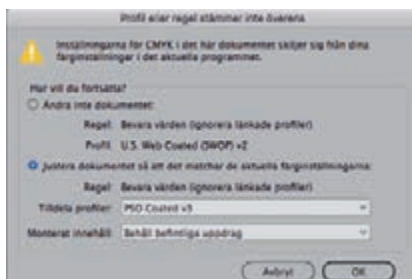 Profil eller regel stämmer inte överens
Inställningarna för CMYK i det här dokumentet skiljer sig från dina
färginställningar i det aktuella programmet.
Hur vill du fortsätta?
Ändra inte dokumentet:
Regel: Bevara värden (ignorera länkade profiler)
Profil: U.S. Web Coated (SWOP) v2
Justera dokumentet så att det matchar de aktuella färginställningarna:
Regel: Bevara värden (ignorera länkade profiler)
Tilldela profiler: PSO Coated v3
Monterat innehåll: Behåll befintliga uppdrag
Avbryt OK